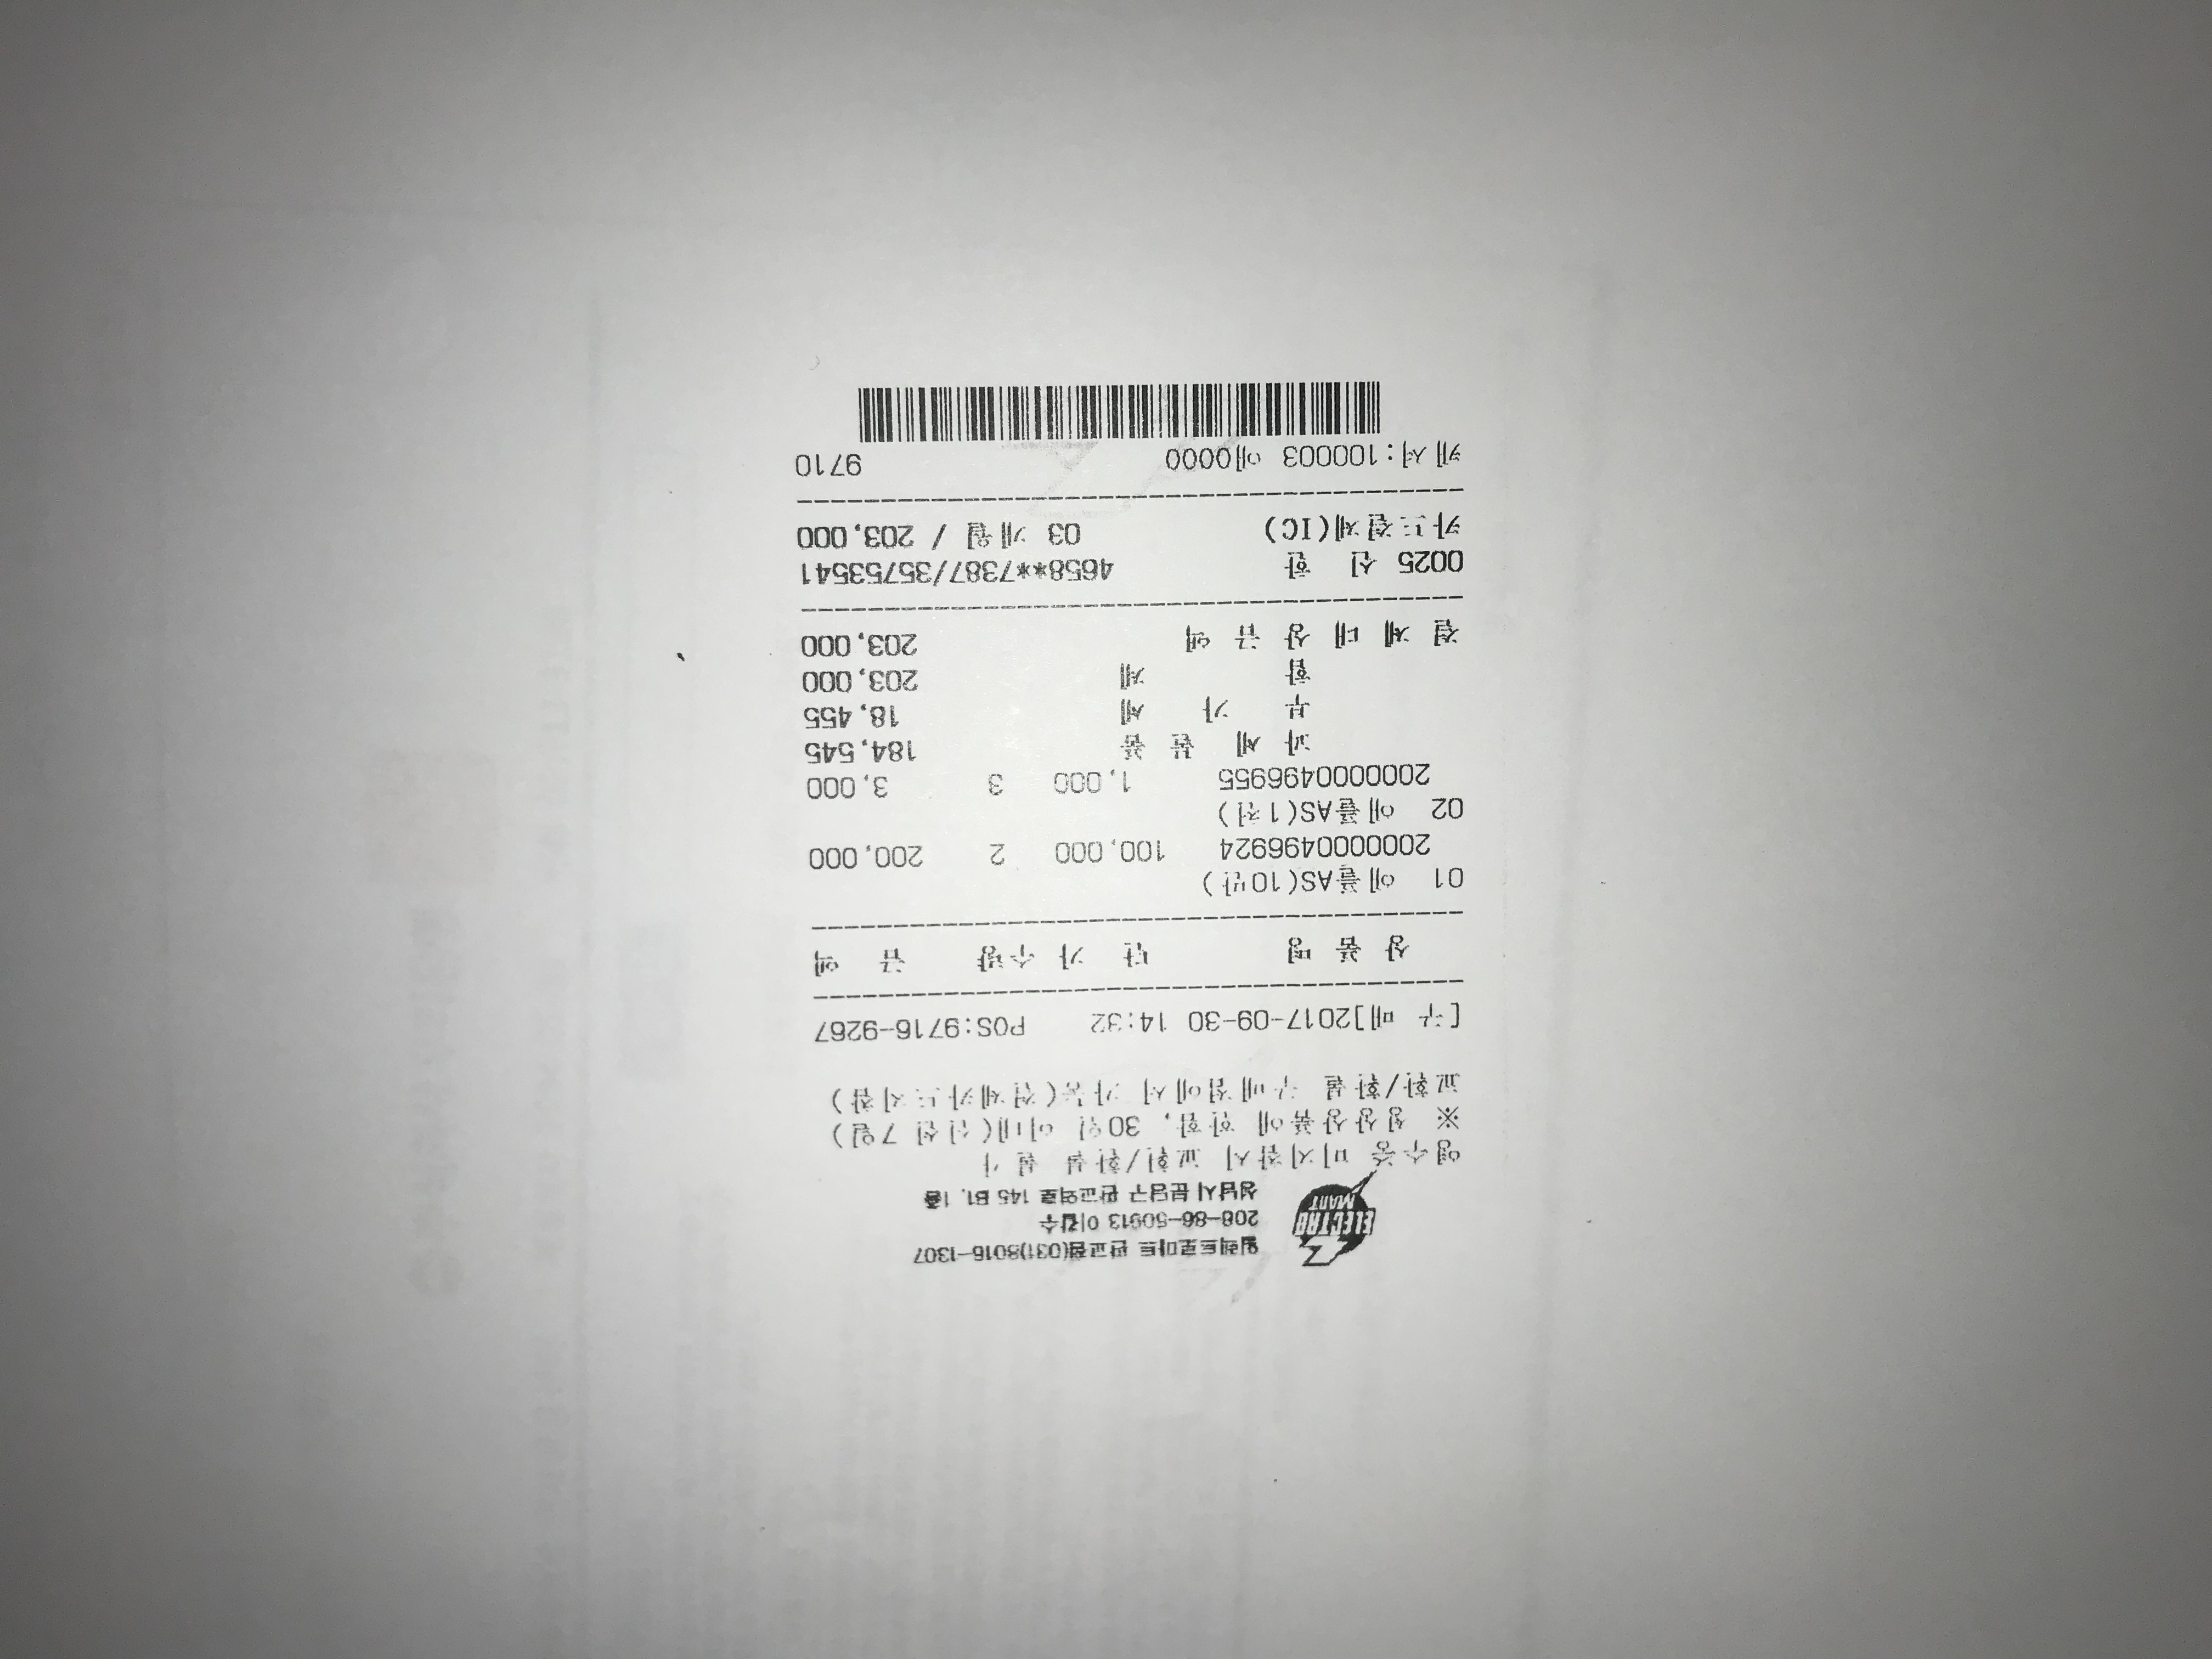 ELECTRO MART
일렉트로마트 판교점(031)8016-1307
206-86-50913 이갑수
성남시 분당구 판교역로 145 B1, 1층
영수증 미지참시 교환/환불 불가
※ 정상상품에 한함, 30일 이내(신선 7일)
교환/환불 구매점에서 가능(결제카드지참)
[구 매]2017-09-30 14:32 POS:9716-9267
상 품 명 단 가 수량 금 액
01 애플AS(10만)
2000000496924 100,000 2 200,000
02 애플AS(1천)
2000000496955 1,000 3 3,000
과 세 물 품 184,545
부 가 세 18,455
합 계 203,000
결 제 대 상 금 액 203,000
0025 신 한 4658**7387/35753541
카드결제(IC) 03 개월 / 203,000
캐셔:100003 애0000 9710